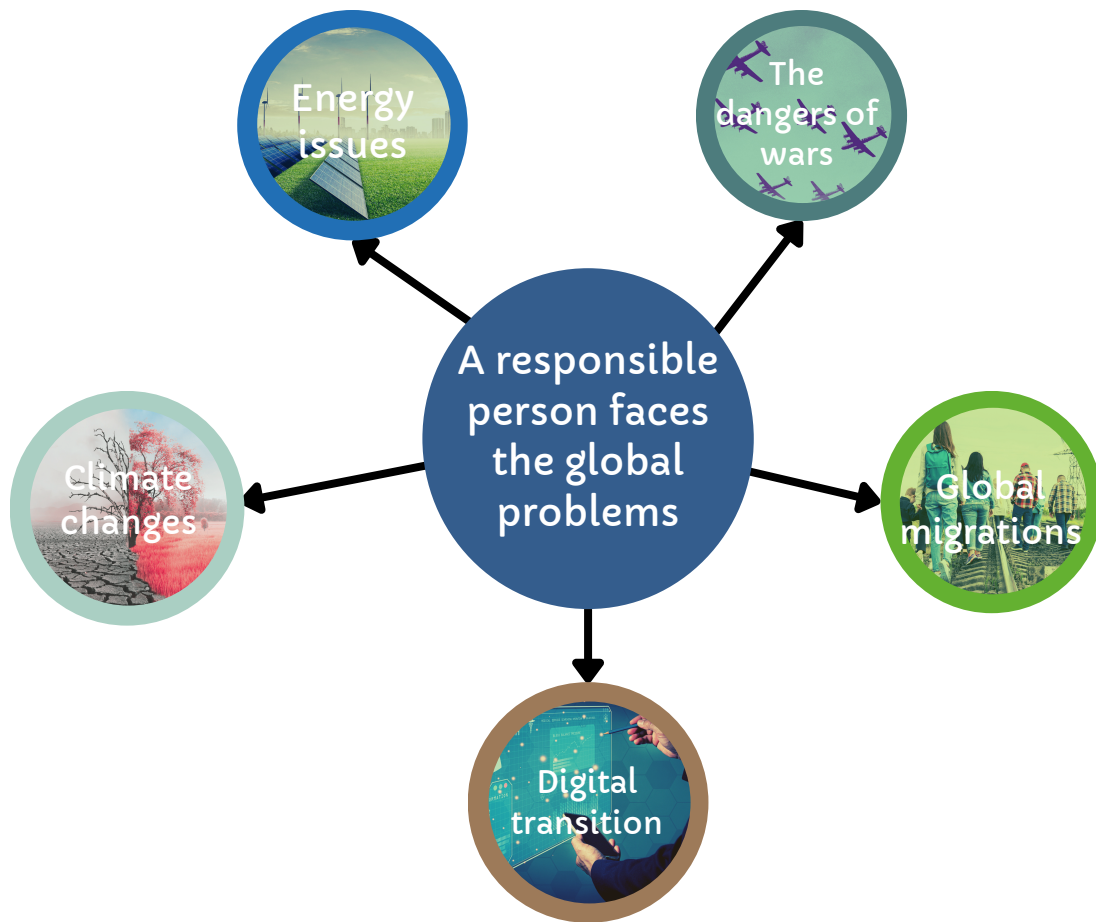 Energy
issues
The
dangers of
wars
A responsible
person faces
the global
problems
Climate
changes
Global
migrations
Digital
transition